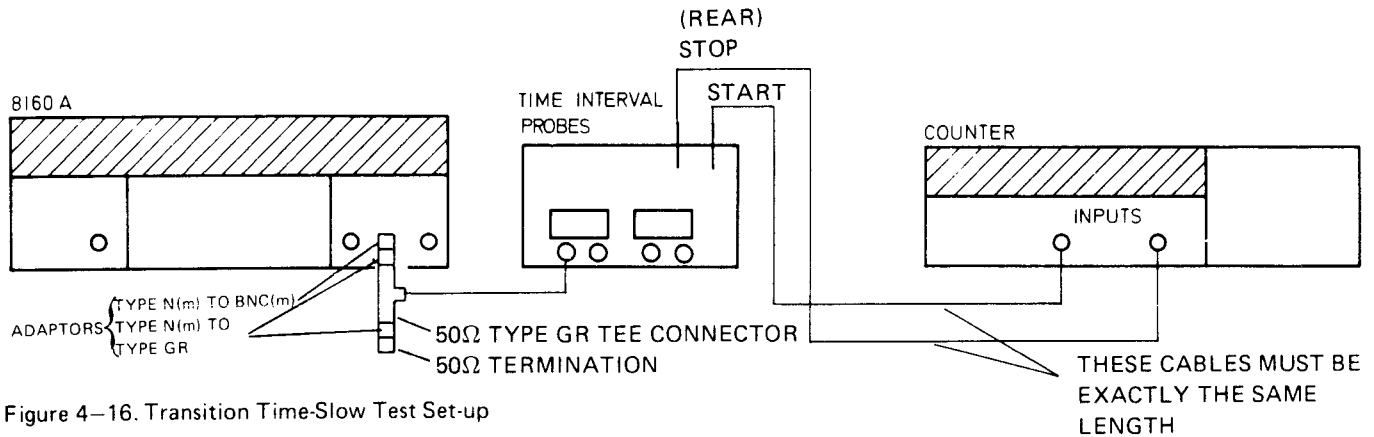 (REAR)
STOP
START
8160 A
TIME INTERVAL
PROBES
COUNTER
INPUTS
ADAPTORS
TYPE N(m) TO BNC(m)
TYPE N(m) TO
TYPE GR
50Ω TYPE GR TEE CONNECTOR
50Ω TERMINATION
THESE CABLES MUST BE
EXACTLY THE SAME
LENGTH
Figure 4–16. Transition Time-Slow Test Set-up